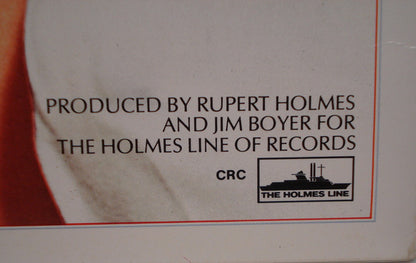 PRODUCED BY RUPERT HOLMES
AND JIM BOYER FOR
THE HOLMES LINE OF RECORDS
CRC
THE HOLMES LINE